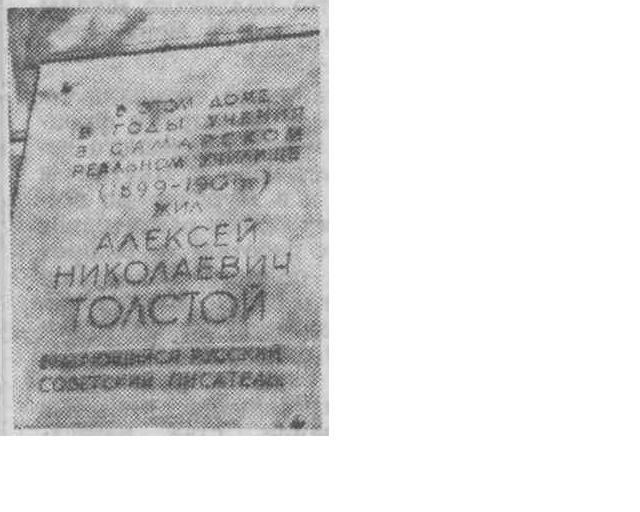 В ЭТОМ ДОМЕ
В ГОДЫ УЧЕНИЯ
В САМАРСКОМ
РЕАЛЬНОМ УЧИЛИЩЕ
ЖИЛ
АЛЕКСЕЙ
НИКОЛАЕВИЧ
ТОЛСТОЙ
ВЫДАЮЩИЙСЯ РУССКИЙ
СОВЕТСКИЙ ПИСАТЕЛЬ